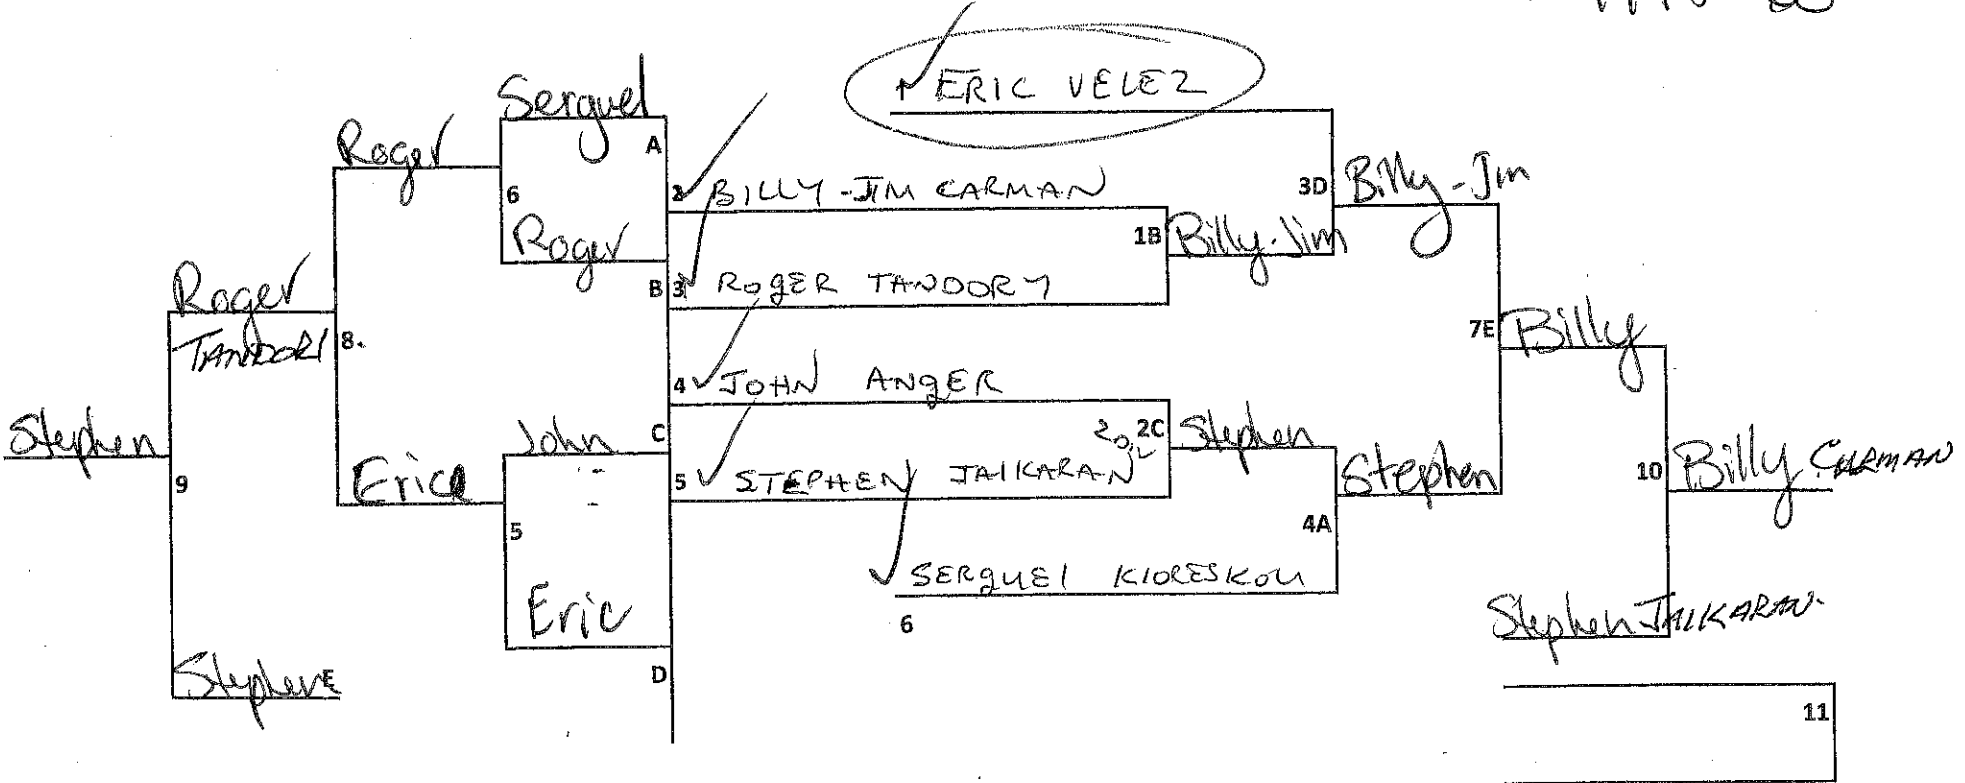 ERIC VELEZ
Serguel
A
Roger
6
2 BILLY-JIM CARMAN
3D Billy-Jim
Roger
1B Billy-Jim
B 3 ROGER TANDORY
Roger
TANDORI
8.
7E Billy
4 JOHN ANGER
C
John
2C Stephen
Stephen
5 STEPHEN JAIKARAN
Stephen
9
Eric
10 Billy CARMAN
5
4A
SERGUEI KIORESKOU
6
Eric
Stephen JAIKARAN
D
Stephen
E
11